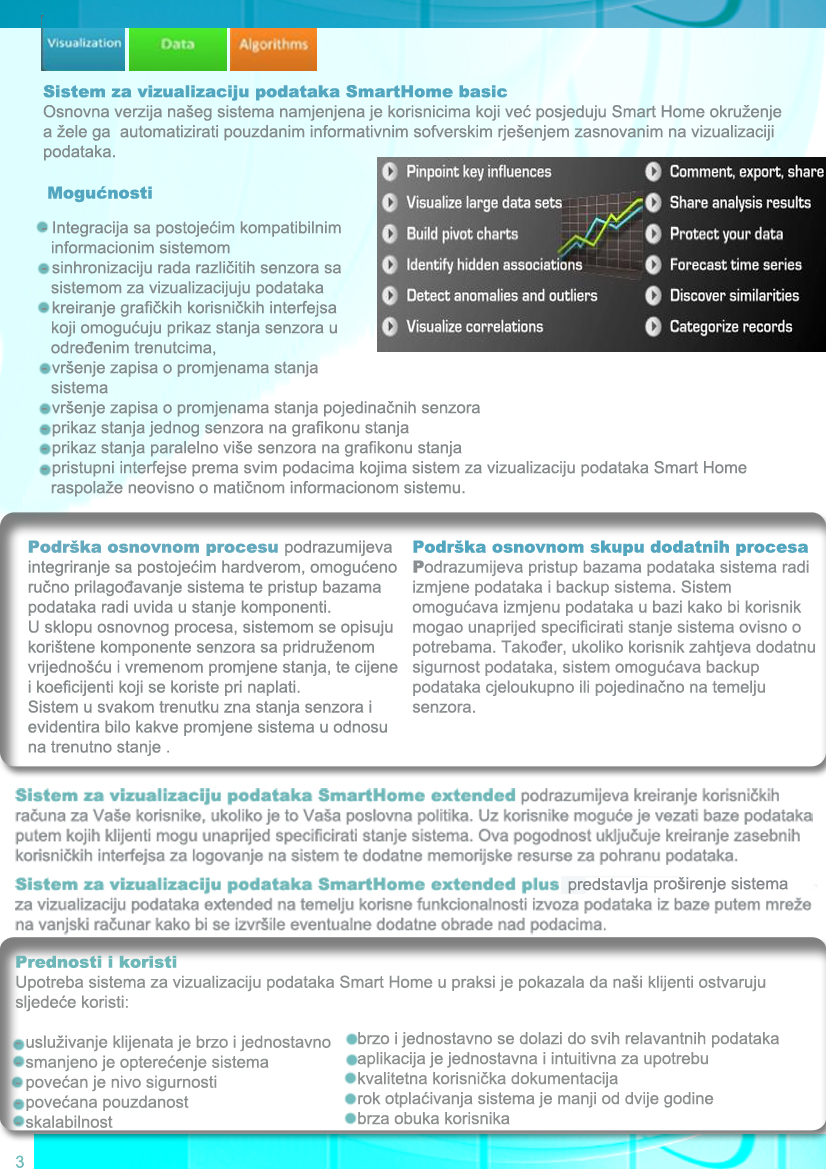 Visualization Data Algorithms
Sistem za vizualizaciju podataka SmartHome basic
Osnovna verzija našeg sistema namjenjena je korisnicima koji već posjeduju Smart Home okruženje
a žele ga automatizirati pouzdanim informativnim sofverskim rješenjem zasnovanim na vizualizaciji
podataka.
Mogućnosti
Integracija sa postojećim kompatibilnim
informacionim sistemom
sinhronizaciju rada različitih senzora sa
sistemom za vizualizacijuju podataka
kreiranje grafičkih korisničkih interfejsa
koji omogućuju prikaz stanja senzora u
određenim trenutcima,
vršenje zapisa o promjenama stanja
sistema
vršenje zapisa o promjenama stanja pojedinačnih senzora
prikaz stanja jednog senzora na grafikonu stanja
prikaz stanja paralelno više senzora na grafikonu stanja
pristupni interfejse prema svim podacima kojima sistem za vizualizaciju podataka Smart Home
raspolaže neovisno o matičnom informacionom sistemu.
Pinpoint key influences
Visualize large data sets
Build pivot charts
Identify hidden associations
Detect anomalies and outliers
Visualize correlations
Comment, export, share
Share analysis results
Protect your data
Forecast time series
Discover similarities
Categorize records
Podrška osnovnom procesu podrazumijeva
integriranje sa postojećim hardverom, omogućeno
ručno prilagođavanje sistema te pristup bazama
podataka radi uvida u stanje komponenti.
U sklopu osnovnog procesa, sistemom se opisuju
korištene komponente senzora sa pridruženom
vrijednošću i vremenom promjene stanja, te cijene
i koeficijenti koji se koriste pri naplati.
Sistem u svakom trenutku zna stanja senzora i
evidentira bilo kakve promjene sistema u odnosu
na trenutno stanje .
Podrška osnovnom skupu dodatnih procesa
Podrazumijeva pristup bazama podataka sistema radi
izmjene podataka i backup sistema. Sistem
omogućava izmjenu podataka u bazi kako bi korisnik
mogao unaprijed specificirati stanje sistema ovisno o
potrebama. Također, ukoliko korisnik zahtjeva dodatnu
sigurnost podataka, sistem omogućava backup
podataka cjeloukupno ili pojedinačno na temelju
senzora.
Sistem za vizualizaciju podataka SmartHome extended podrazumijeva kreiranje korisničkih
računa za Vaše korisnike, ukoliko je to Vaša poslovna politika. Uz korisnike moguće je vezati baze podataka
putem kojih klijenti mogu unaprijed specificirati stanje sistema. Ova pogodnost uključuje kreiranje zasebnih
korisničkih interfejsa za logovanje na sistem te dodatne memorijske resurse za pohranu podataka.
Sistem za vizualizaciju podataka SmartHome extended plus predstavlja proširenje sistema
za vizualizaciju podataka extended na temelju korisne funkcionalnosti izvoza podataka iz baze putem mreže
na vanjski računar kako bi se izvršile eventualne dodatne obrade nad podacima.
Prednosti i koristi
Upotreba sistema za vizualizaciju podataka Smart Home u praksi je pokazala da naši klijenti ostvaruju
sljedeće koristi:
usluživanje klijenata je brzo i jednostavno
smanjeno je opterećenje sistema
povećan je nivo sigurnosti
povećana pouzdanost
skalabilnost
brzo i jednostavno se dolazi do svih relavantnih podataka
aplikacija je jednostavna i intuitivna za upotrebu
kvalitetna korisnička dokumentacija
rok otplaćivanja sistema je manji od dvije godine
brza obuka korisnika
3